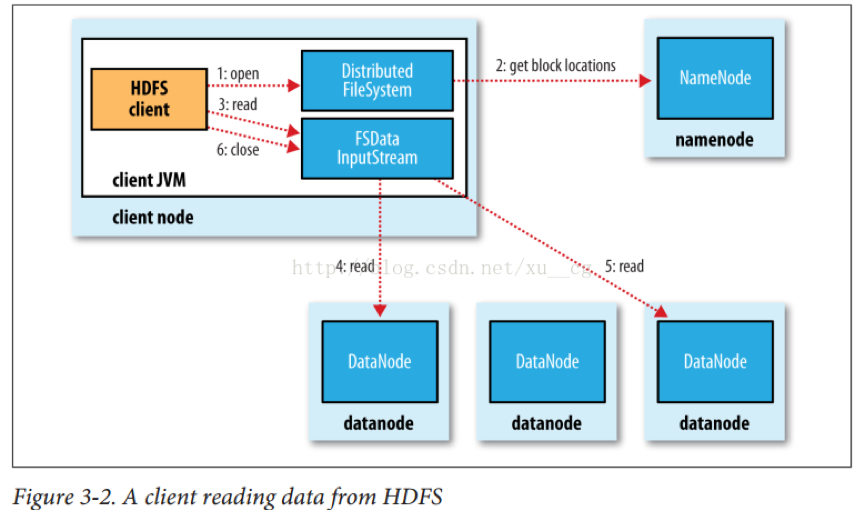 HDFS
client
1: open
3: read
6: close
Distributed
FileSystem
FSData
InputStream
client JVM
client node
2: get block locations
NameNode
namenode
4: read
5: read
http://blog.csdn.net/xu__cg
DataNode
datanode
DataNode
datanode
DataNode
datanode
Figure 3-2. A client reading data from HDFS